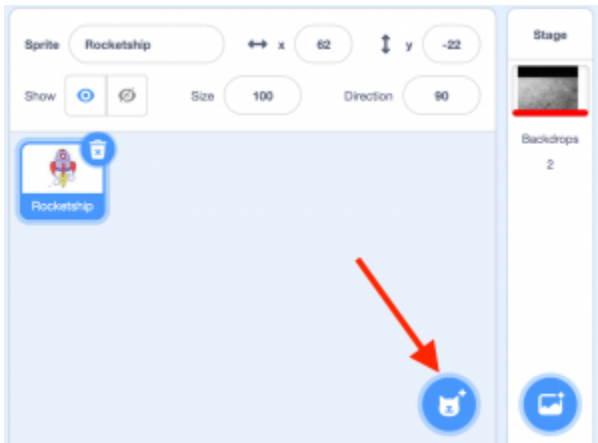 Sprite Rocketship x 62 y -22
Show Size 100 Direction 90
Rocketship
Stage
Backdrops
2